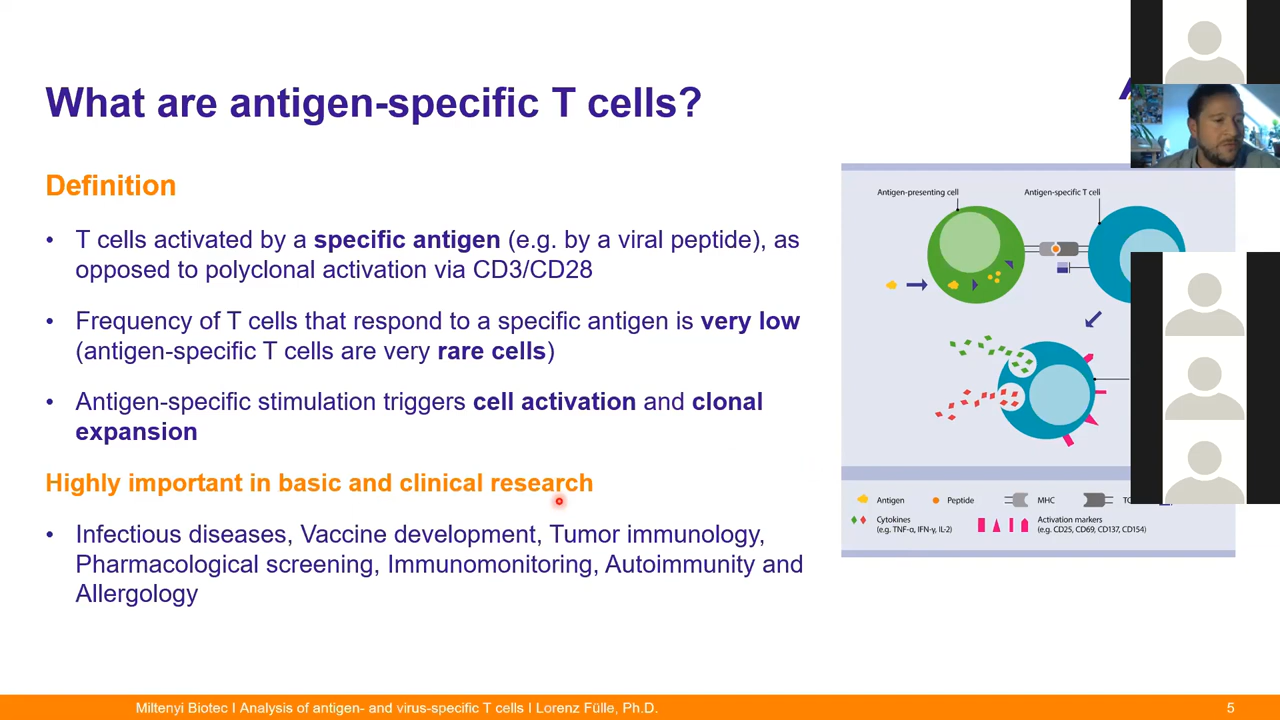 What are antigen-specific T cells?
Definition
• T cells activated by a specific antigen (e.g. by a viral peptide), as
opposed to polyclonal activation via CD3/CD28
• Frequency of T cells that respond to a specific antigen is very low
(antigen-specific T cells are very rare cells)
• Antigen-specific stimulation triggers cell activation and clonal
expansion
Highly important in basic and clinical research
• Infectious diseases, Vaccine development, Tumor immunology,
Pharmacological screening, Immunomonitoring, Autoimmunity and
Allergology
Antigen-presenting cell
Antigen-specific T cell
Antigen
Peptide
MHC
Cytokines
(e.g. TNF-α, IFN-γ, IL-2)
Activation markers
(e.g. CD25, CD69, CD137, CD154)
Miltenyi Biotec I Analysis of antigen- and virus-specific T cells I Lorenz Fülle, Ph.D.
5